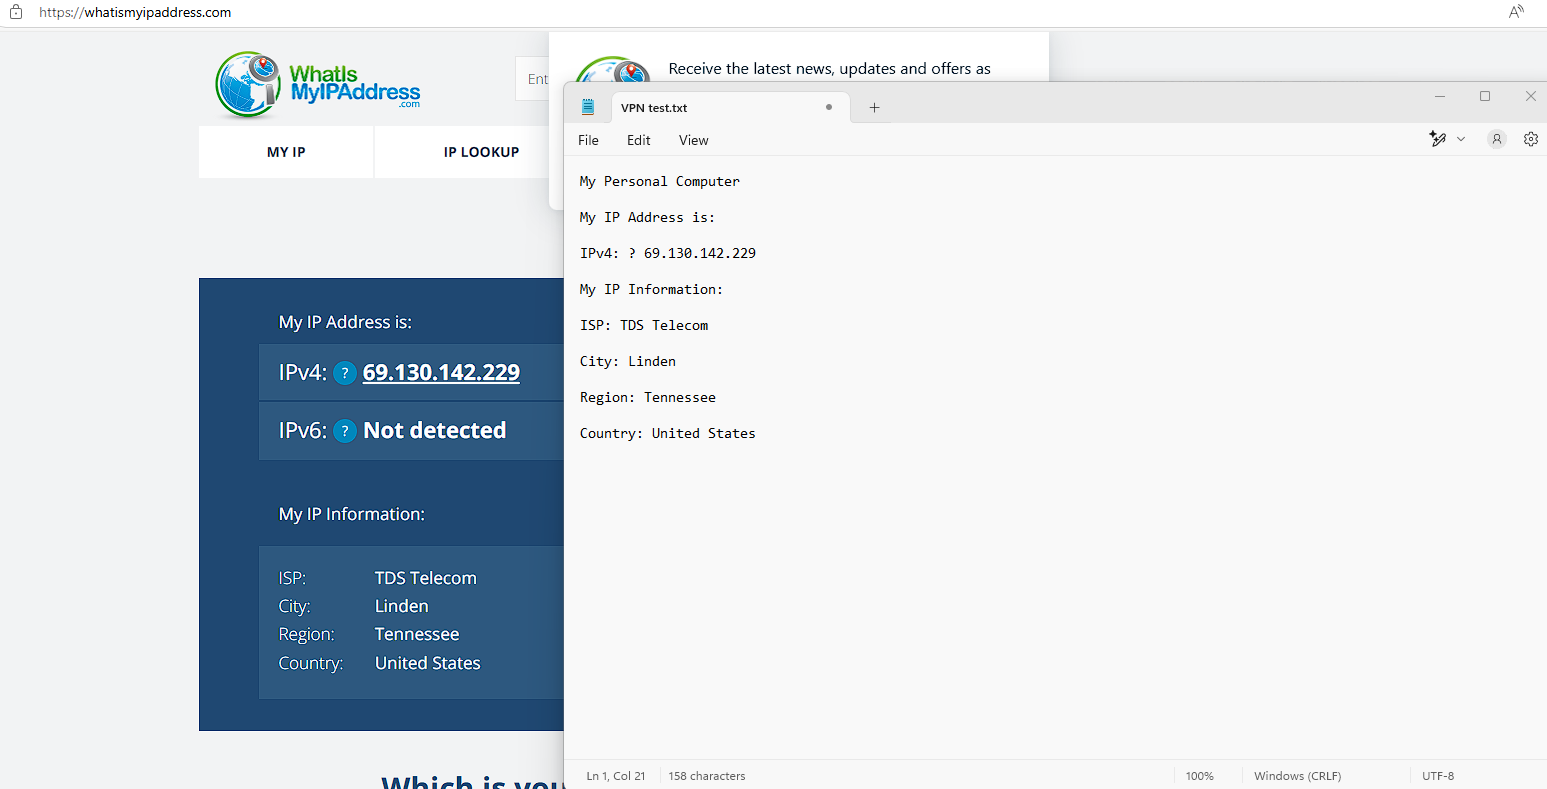 https://whatismyipaddress.com
A
WhatIs
MyIPAddress
.com
Ent
Receive the latest news, updates and offers as
MY IP
IP LOOKUP
My IP Address is:
IPv4: ? 69.130.142.229
IPv6: ? Not detected
My IP Information:
ISP: TDS Telecom
City: Linden
Region: Tennessee
Country: United States
Which is you
VPN test.txt
File Edit View
My Personal Computer
My IP Address is:
IPv4: ? 69.130.142.229
My IP Information:
ISP: TDS Telecom
City: Linden
Region: Tennessee
Country: United States
Ln 1, Col 21 158 characters 100% Windows (CRLF) UTF-8